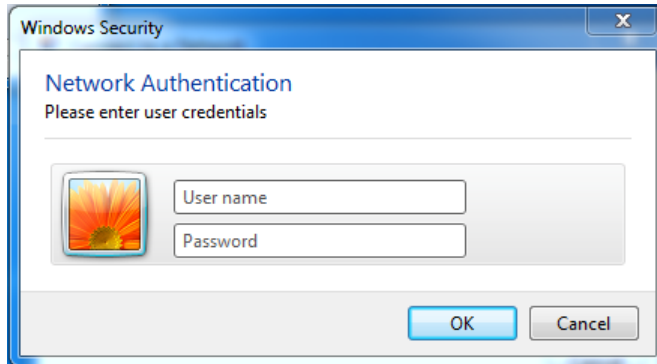 Windows Security
X
Network Authentication
Please enter user credentials
User name
Password
OK
Cancel